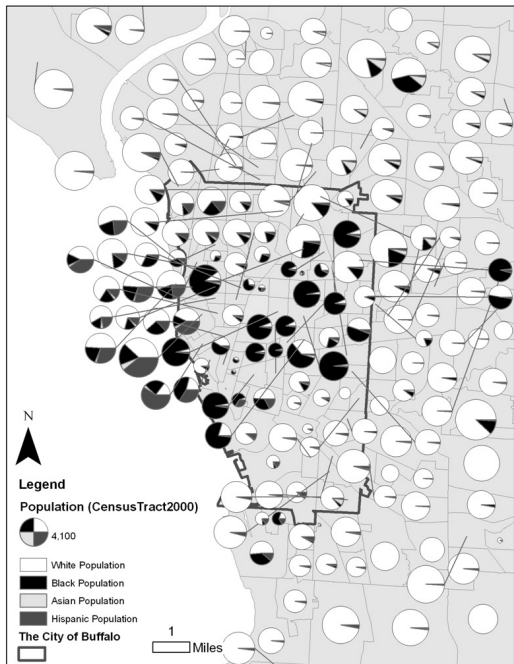 N
Legend
Population (CensusTract2000)
4,100
White Population
Black Population
Asian Population
Hispanic Population
The City of Buffalo
1
Miles